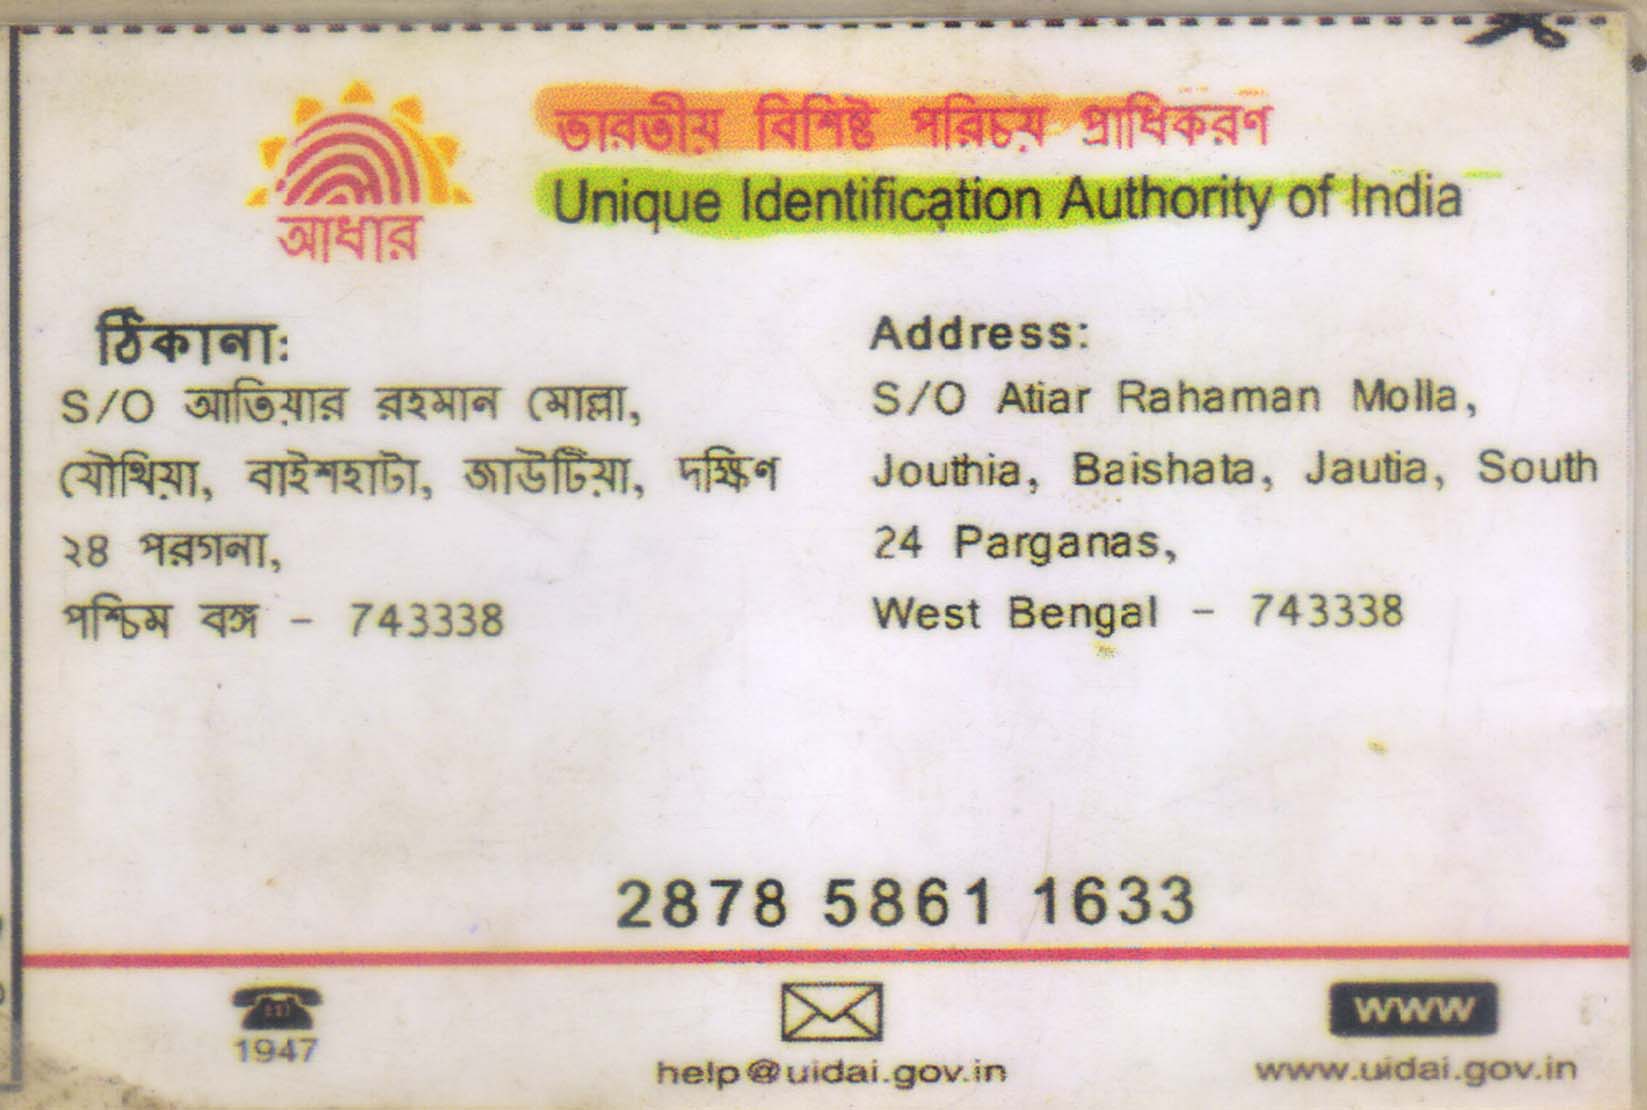 ভারতীয় বিশিষ্ট পরিচয় প্রাধিকরণ
Unique Identification Authority of India
আধার
ঠিকানা:
S/O আতিয়ার রহমান মোল্লা,
যৌথিয়া, বাইশহাটা, জাউটিয়া, দক্ষিণ
২৪ পরগনা,
পশ্চিম বঙ্গ - 743338
Address:
S/O Atiar Rahaman Molla,
Jouthia, Baishata, Jautia, South
24 Parganas,
West Bengal - 743338
2878 5861 1633
1947
help@uidai.gov.in
www
www.uidai.gov.in